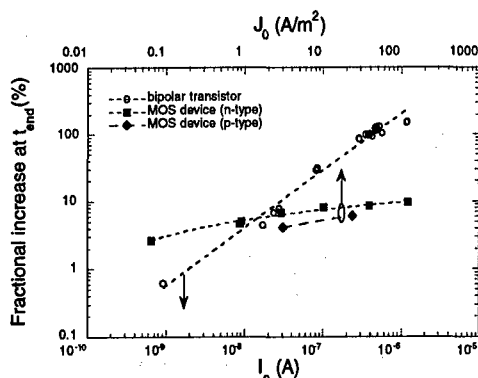 J₀ (A/m²)
0.01 0.1 1 10 100 1000
1000
100
10
1
0.1
Fractional increase at t_end (%)
bipolar transistor
MOS device (n-type)
MOS device (p-type)
10⁻¹⁰ 10⁻⁹ 10⁻⁸ 10⁻⁷ 10⁻⁶ 10⁻⁵
(A)